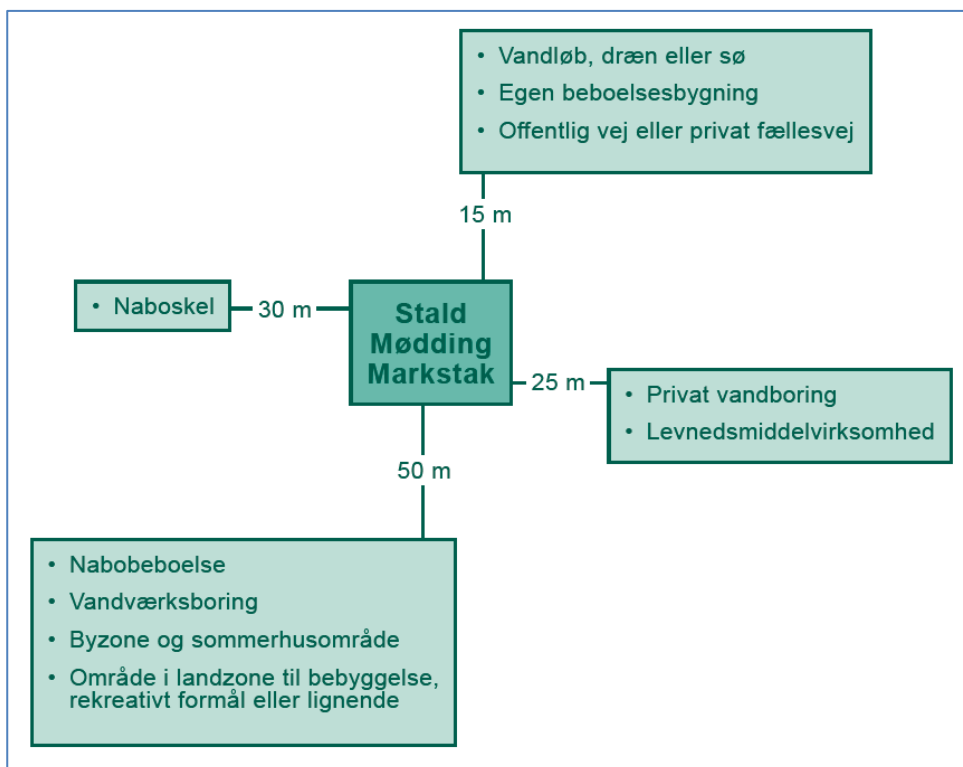 • Vandløb, dræn eller sø
• Egen beboelsesbygning
• Offentlig vej eller privat fællesvej
15 m
• Naboskel
30 m
Stald
Mødding
Markstak
25 m
• Privat vandboring
• Levnedsmiddelvirksomhed
50 m
• Nabobeboelse
• Vandværksboring
• Byzone og sommerhusområde
• Område i landzone til bebyggelse,
rekreativt formål eller lignende